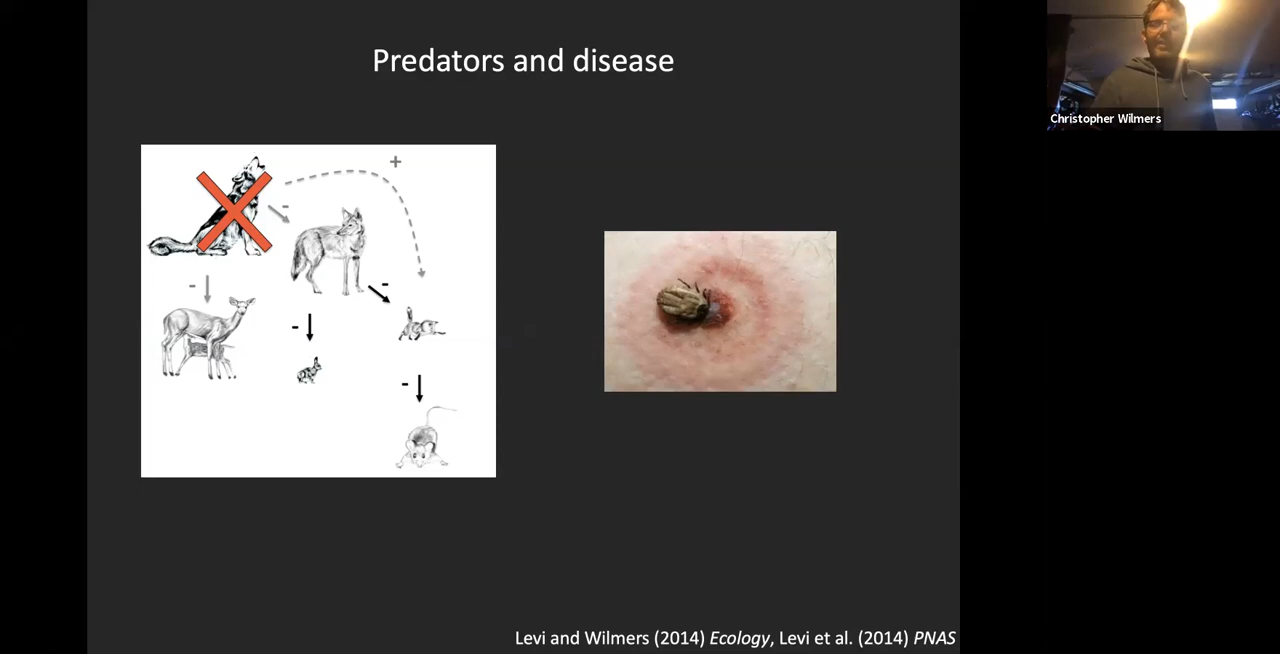 Predators and disease
Christopher Wilmers
+
-
-
-
-
-
Levi and Wilmers (2014) Ecology, Levi et al. (2014) PNAS